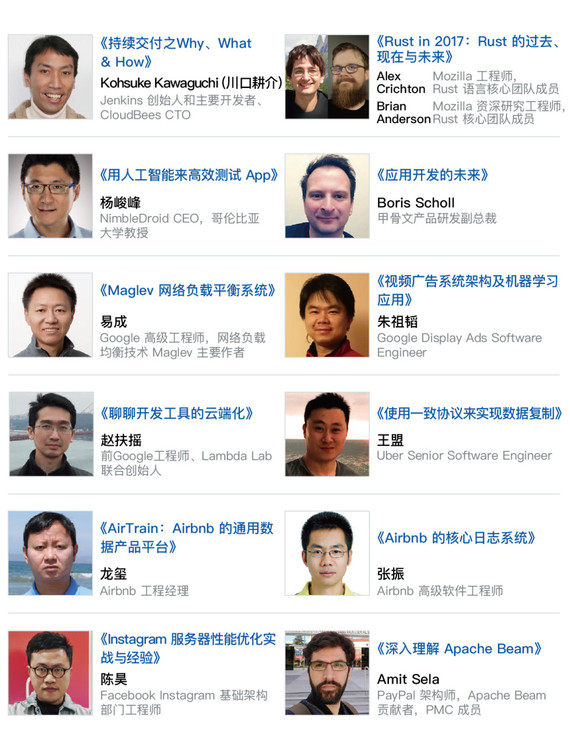 《持续交付之Why、What
& How》
Kohsuke Kawaguchi (川口耕介)
Jenkins 创始人和主要开发者、
CloudBees CTO
《Rust in 2017：Rust 的过去、
现在与未来》
Alex Crichton Mozilla 工程师，
Rust 语言核心团队成员
Brian Anderson Mozilla 资深研究工程师，
Rust 核心团队成员
《用人工智能来高效测试 App》
杨峻峰
NimbleDroid CEO，哥伦比亚
大学教授
《应用开发的未来》
Boris Scholl
甲骨文产品研发副总裁
《Maglev 网络负载平衡系统》
易成
Google 高级工程师，网络负载
均衡技术 Maglev 主要作者
《视频广告系统架构及机器学习
应用》
朱祖韬
Google Display Ads Software
Engineer
《聊聊开发工具的云端化》
赵扶摇
前Google工程师、Lambda Lab
联合创始人
《使用一致协议来实现数据复制》
王盟
Uber Senior Software Engineer
《AirTrain：Airbnb 的通用数
据产品平台》
龙玺
Airbnb 工程经理
《Airbnb 的核心日志系统》
张振
Airbnb 高级软件工程师
《Instagram 服务器性能优化实
战与经验》
陈昊
Facebook Instagram 基础架构
部门工程师
《深入理解 Apache Beam》
Amit Sela
PayPal 架构师，Apache Beam
贡献者，PMC 成员